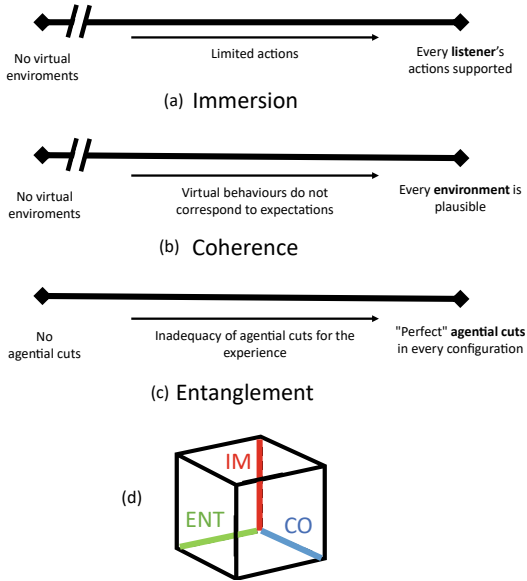 No virtual
enviroments
Limited actions
Every listener's
actions supported
(a) Immersion
No virtual
enviroments
Virtual behaviours do not
correspond to expectations
Every environment is
plausible
(b) Coherence
No
agential cuts
Inadequacy of agential cuts for the
experience
"Perfect" agential cuts
in every configuration
(c) Entanglement
(d)
IM
ENT
CO